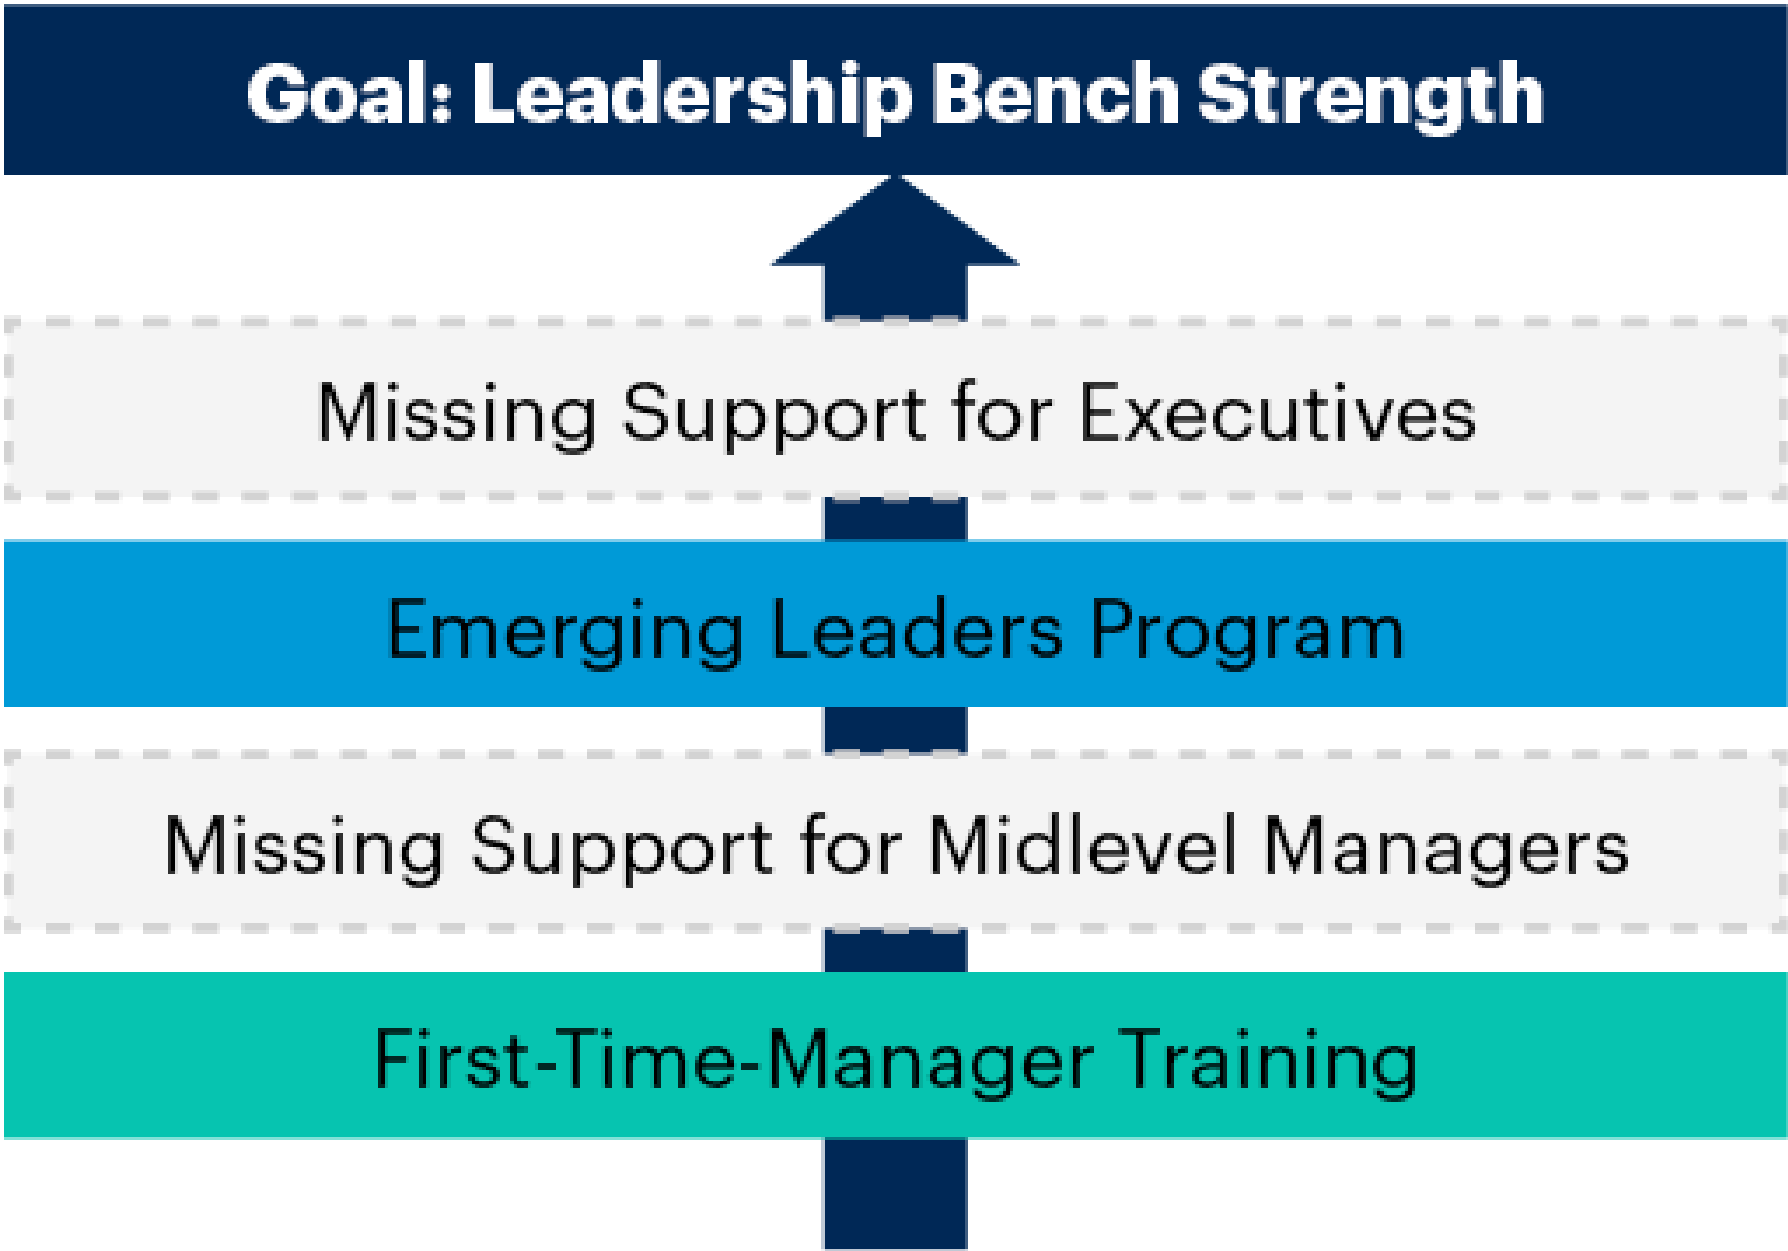 Goal: Leadership Bench Strength
Missing Support for Executives
Emerging Leaders Program
Missing Support for Midlevel Managers
First-Time-Manager Training